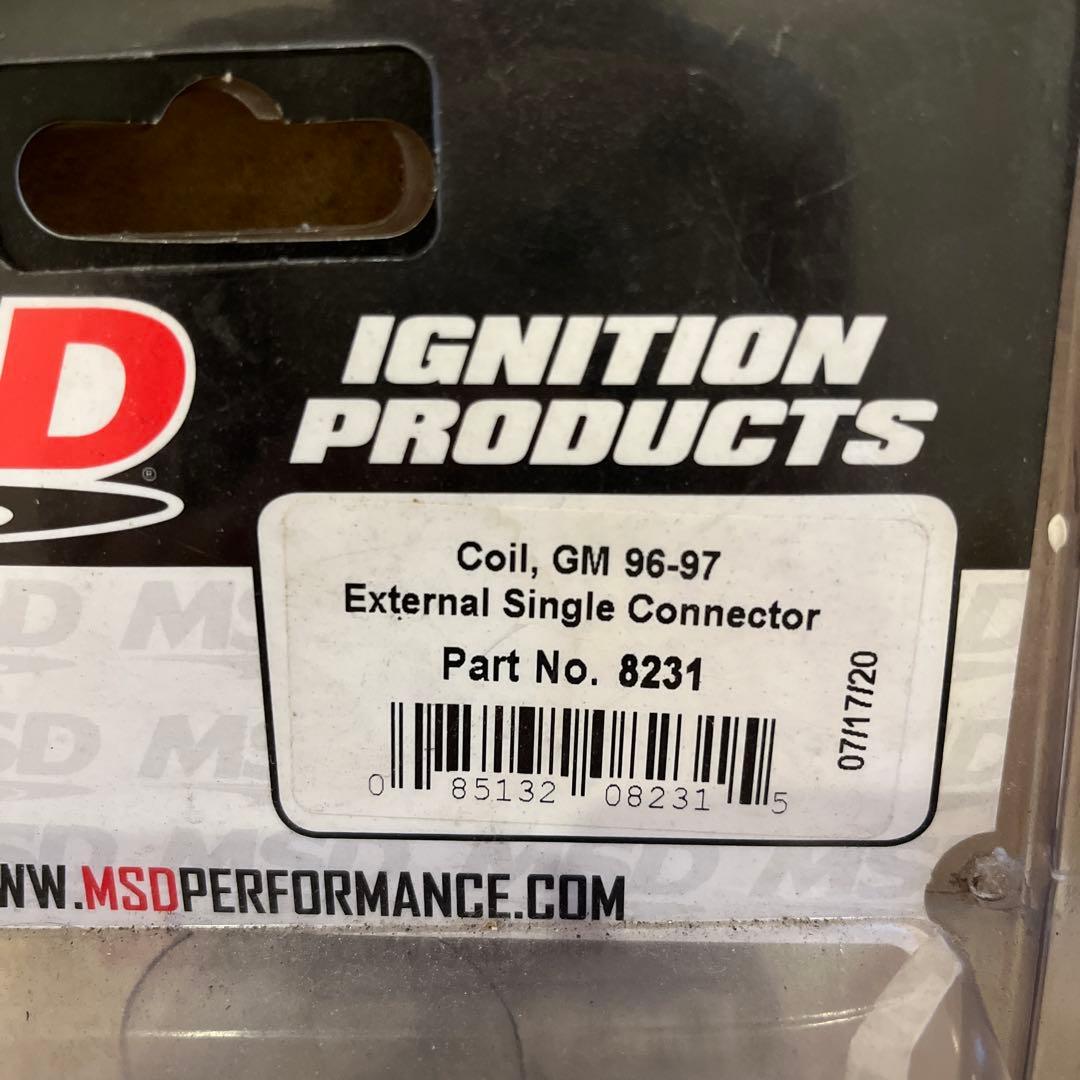 D
®
IGNITION
PRODUCTS
Coil, GM 96-97
External Single Connector
Part No. 8231
07/17/20
0 85132 08231 5
WW.MSDPERFORMANCE.COM